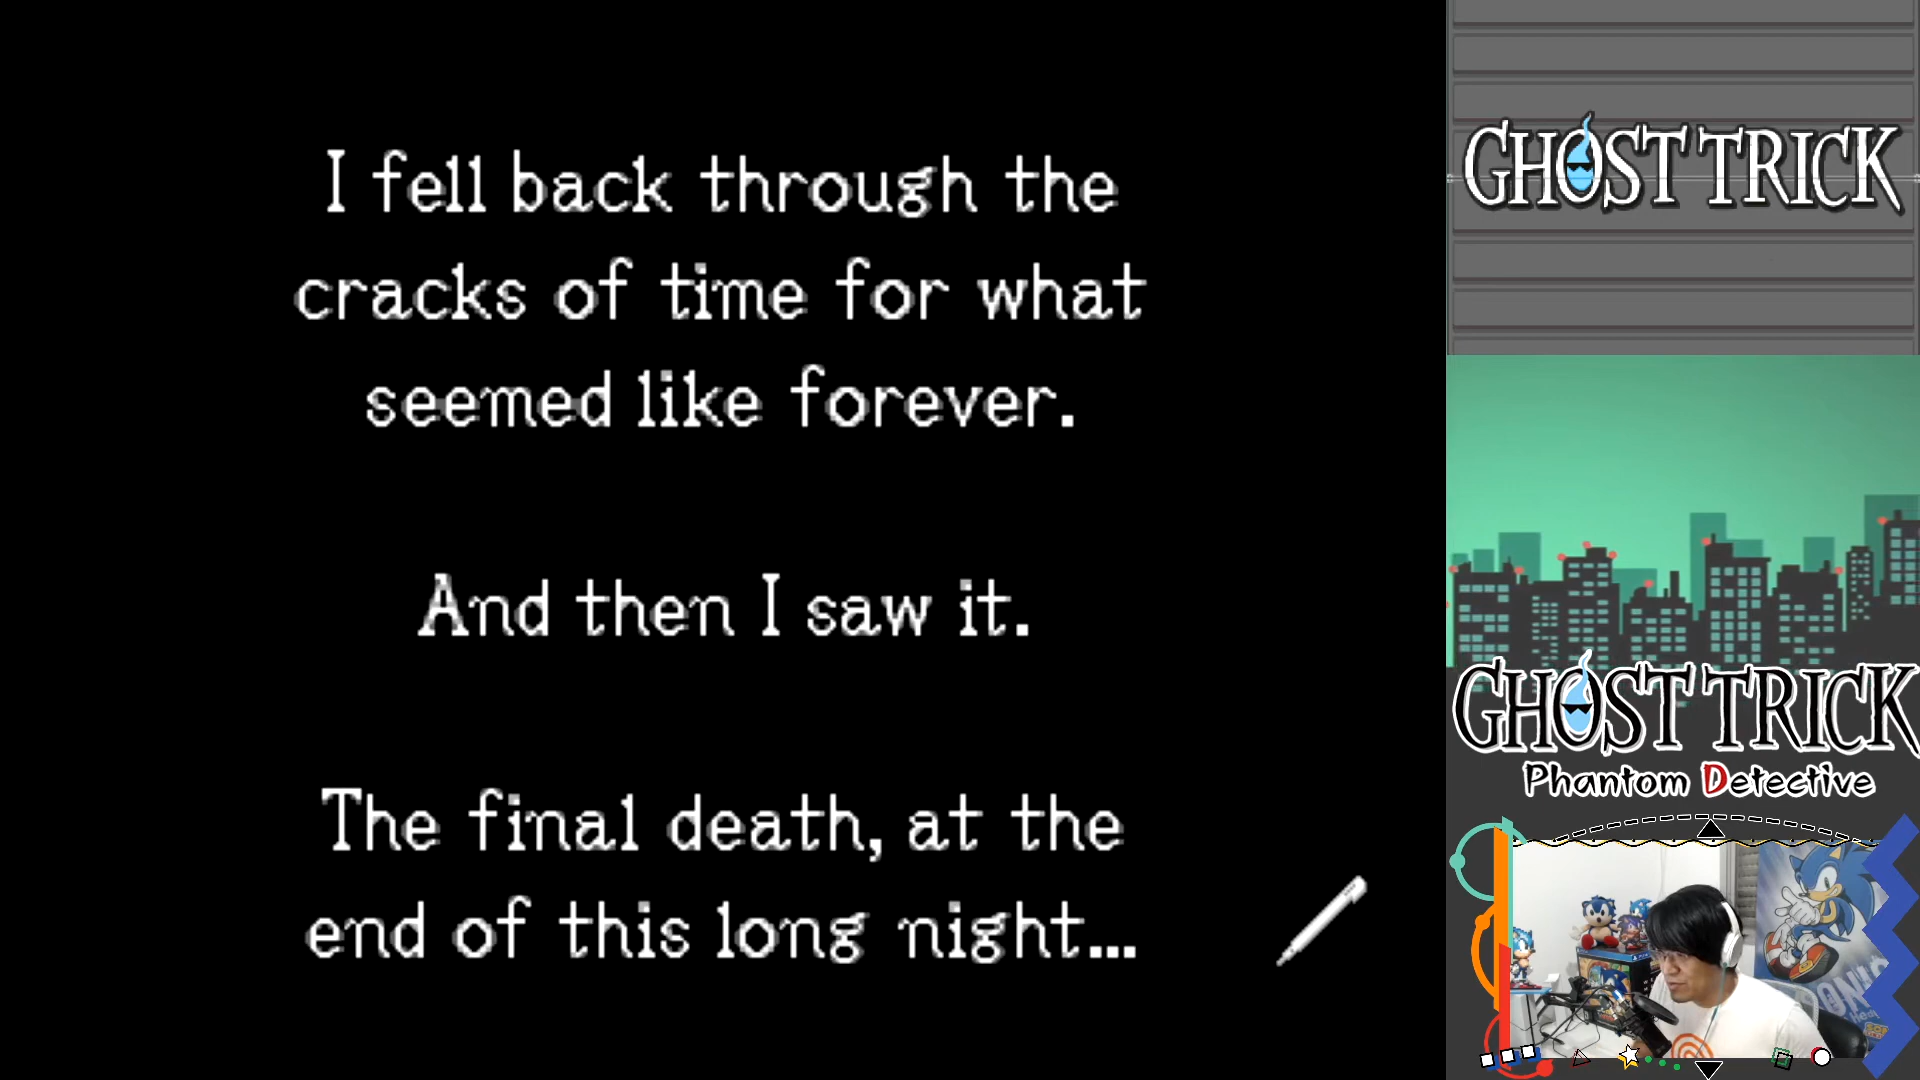 I fell back through the
cracks of time for what
seemed like forever.
And then I saw it.
The final death, at the
end of this long night...
GHOST TRICK
GHOST TRICK
Phantom Detective